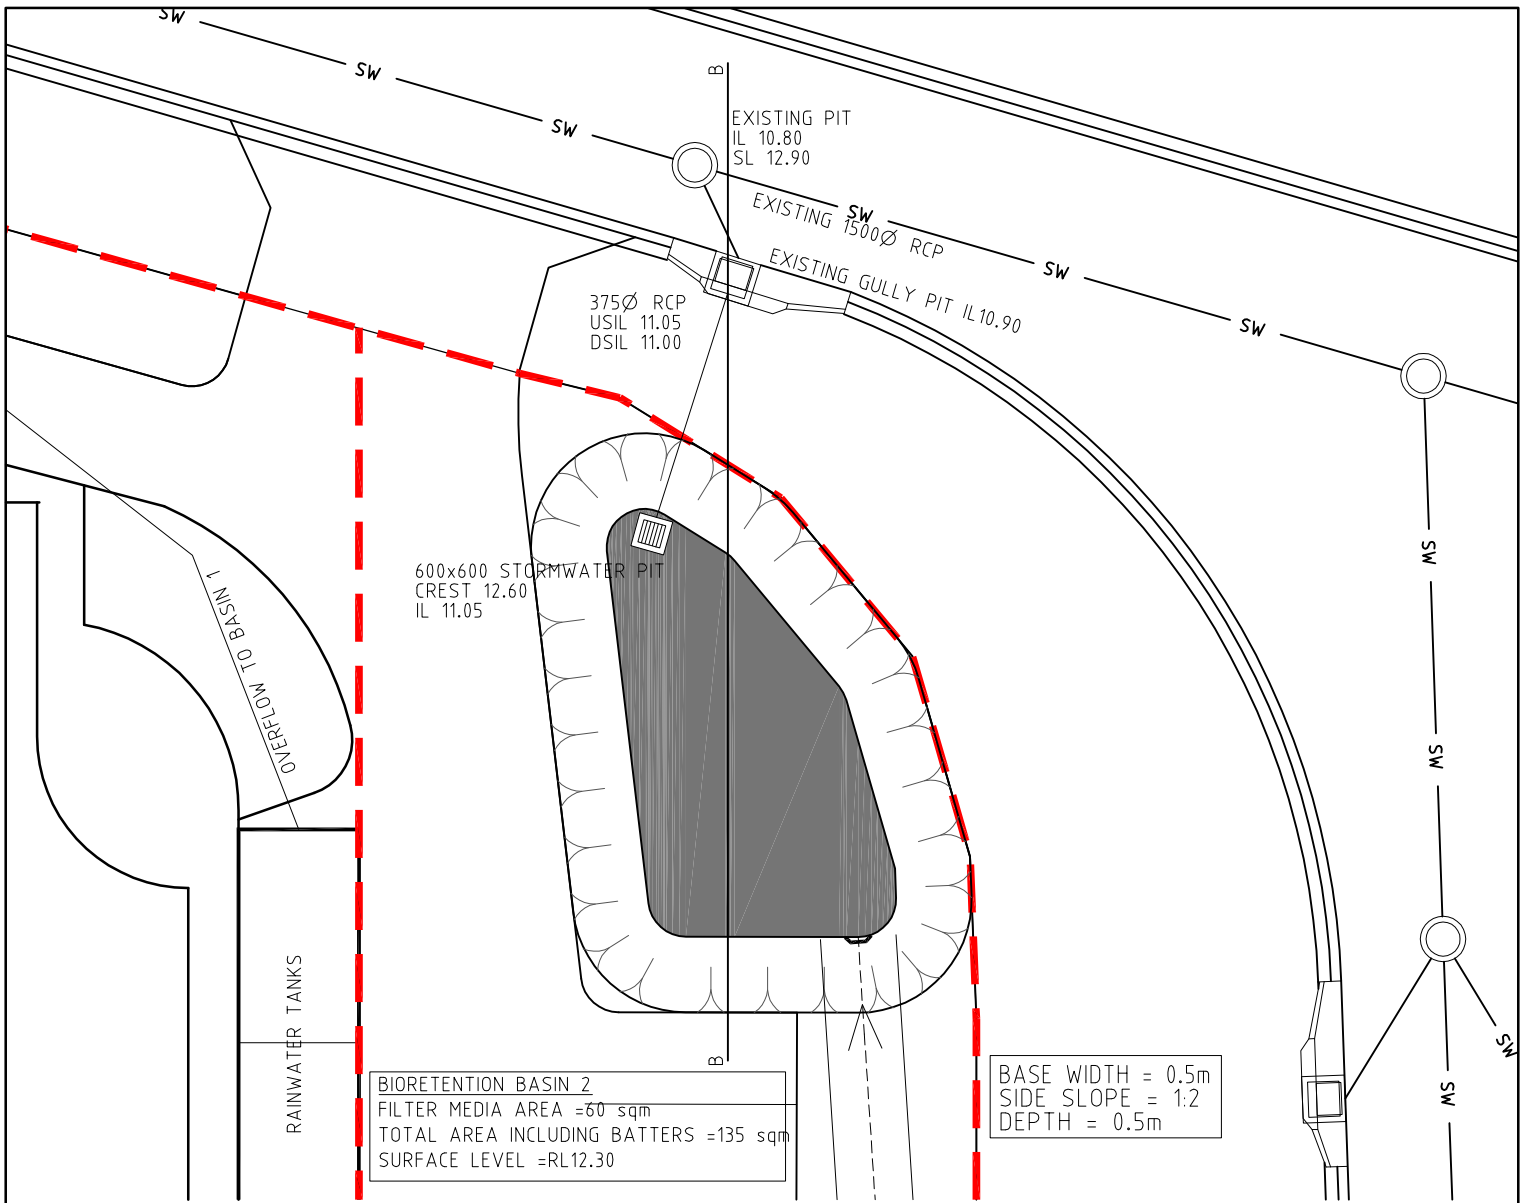 SW
SW
SW
B
EXISTING PIT
IL 10.80
SL 12.90
EXISTING 1500Ø RCP
SW
SW
SW
EXISTING GULLY PIT IL10.90
375Ø RCP
USIL 11.05
DSIL 11.00
600x600 STORMWATER PIT
CREST 12.60
IL 11.05
OVERFLOW TO BASIN 1
SW
SW
SW
SW
RAINWATER TANKS
B
BIORETENTION BASIN 2
FILTER MEDIA AREA =60 sqm
TOTAL AREA INCLUDING BATTERS =135 sqm
SURFACE LEVEL =RL12.30
BASE WIDTH = 0.5m
SIDE SLOPE = 1:2
DEPTH = 0.5m